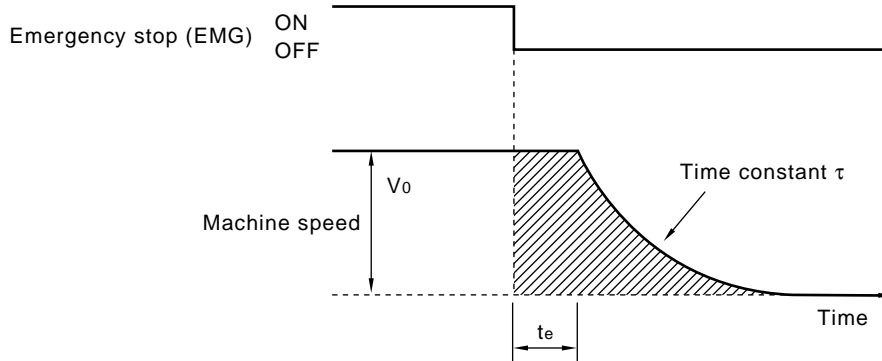 Emergency stop (EMG)
ON
OFF
V0
Time constant τ
Machine speed
Time
te